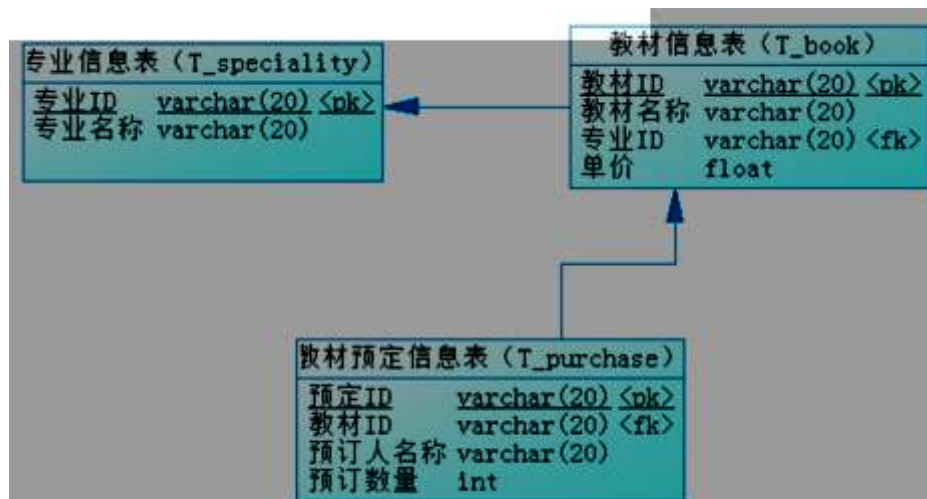 专业信息表（T_speciality）
专业ID varchar(20) <pk>
专业名称 varchar(20)
教材信息表（T_book）
教材ID varchar(20) <pk>
教材名称 varchar(20)
专业ID varchar(20) <fk>
单价 float
教材预定信息表（T_purchase）
预定ID varchar(20) <pk>
教材ID varchar(20) <fk>
预订人名称 varchar(20)
预订数量 int